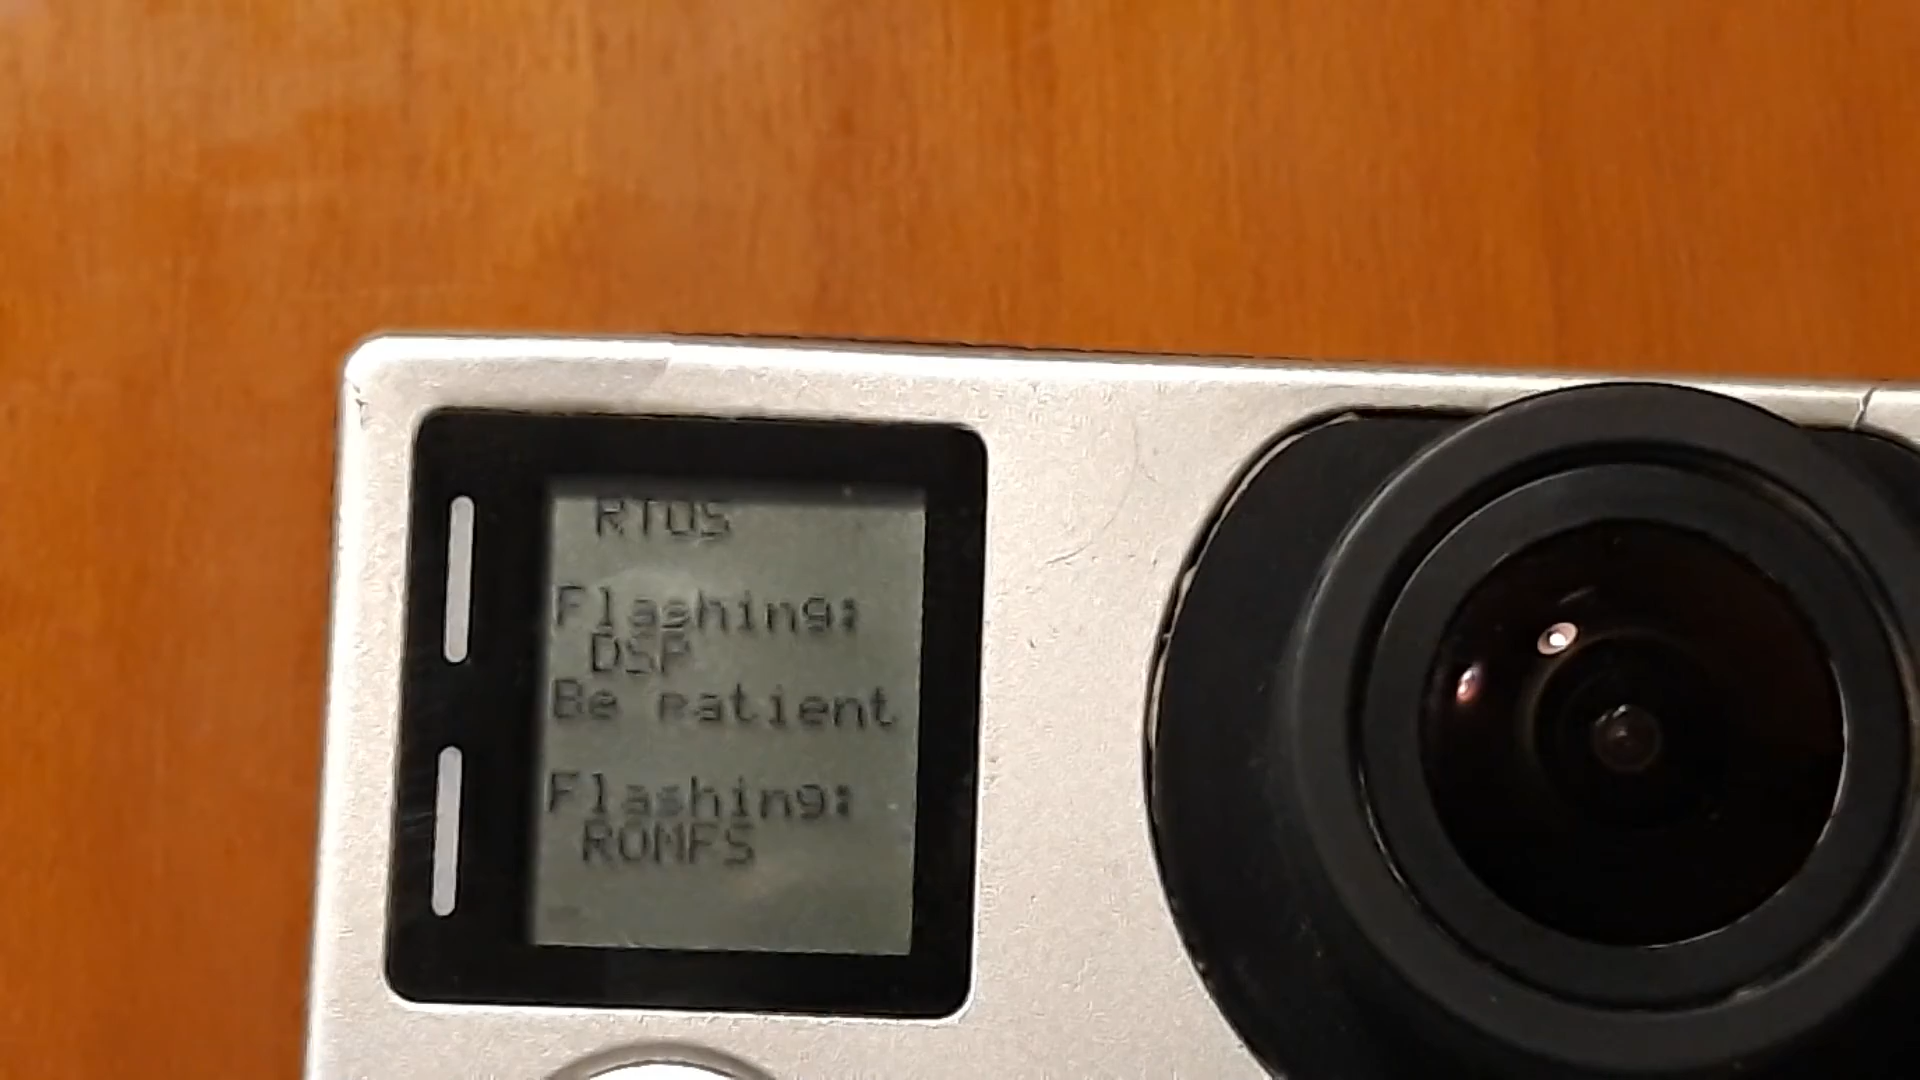 RTOS
Flashing:
DSP
Be patient
Flashing:
ROMFS